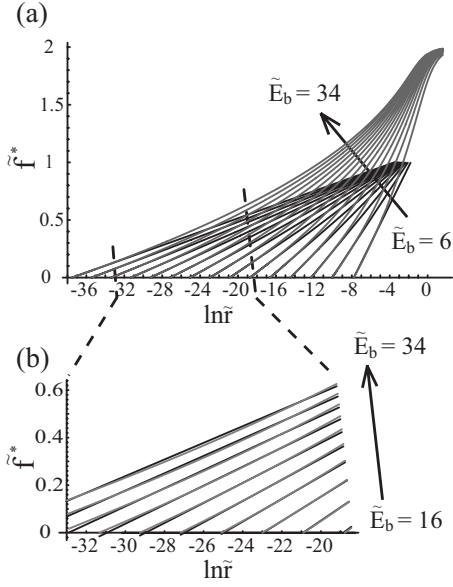 (a)
2
1.5
1
0.5
0
f̃*
Ẽb = 34
Ẽb = 6
-36 -32 -28 -24 -20 -16 -12 -8 -4 0
lnr̃
(b)
Ẽb = 34
0.6
0.4
0.2
0
f̃*
Ẽb = 16
-32 -30 -28 -26 -24 -22 -20
lnr̃